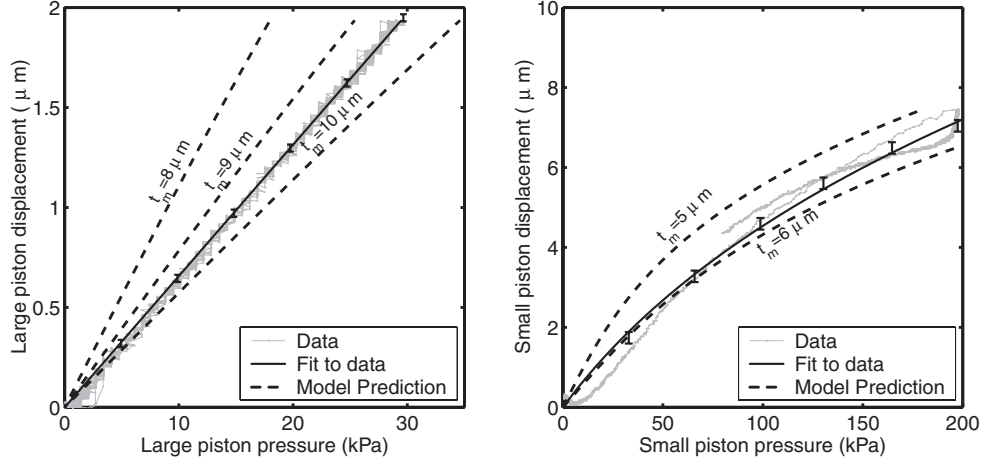 Large piston displacement ( μ m)
2
1.5
1
0.5
0
t_m=8 μ m
t_m=9 μ m
t_m=10 μ m
Data
Fit to data
Model Prediction
0 10 20 30
Large piston pressure (kPa)
Small piston displacement ( μ m)
10
8
6
4
2
0
t_m=5 μ m
t_m=6 μ m
Data
Fit to data
Model Prediction
0 50 100 150 200
Small piston pressure (kPa)